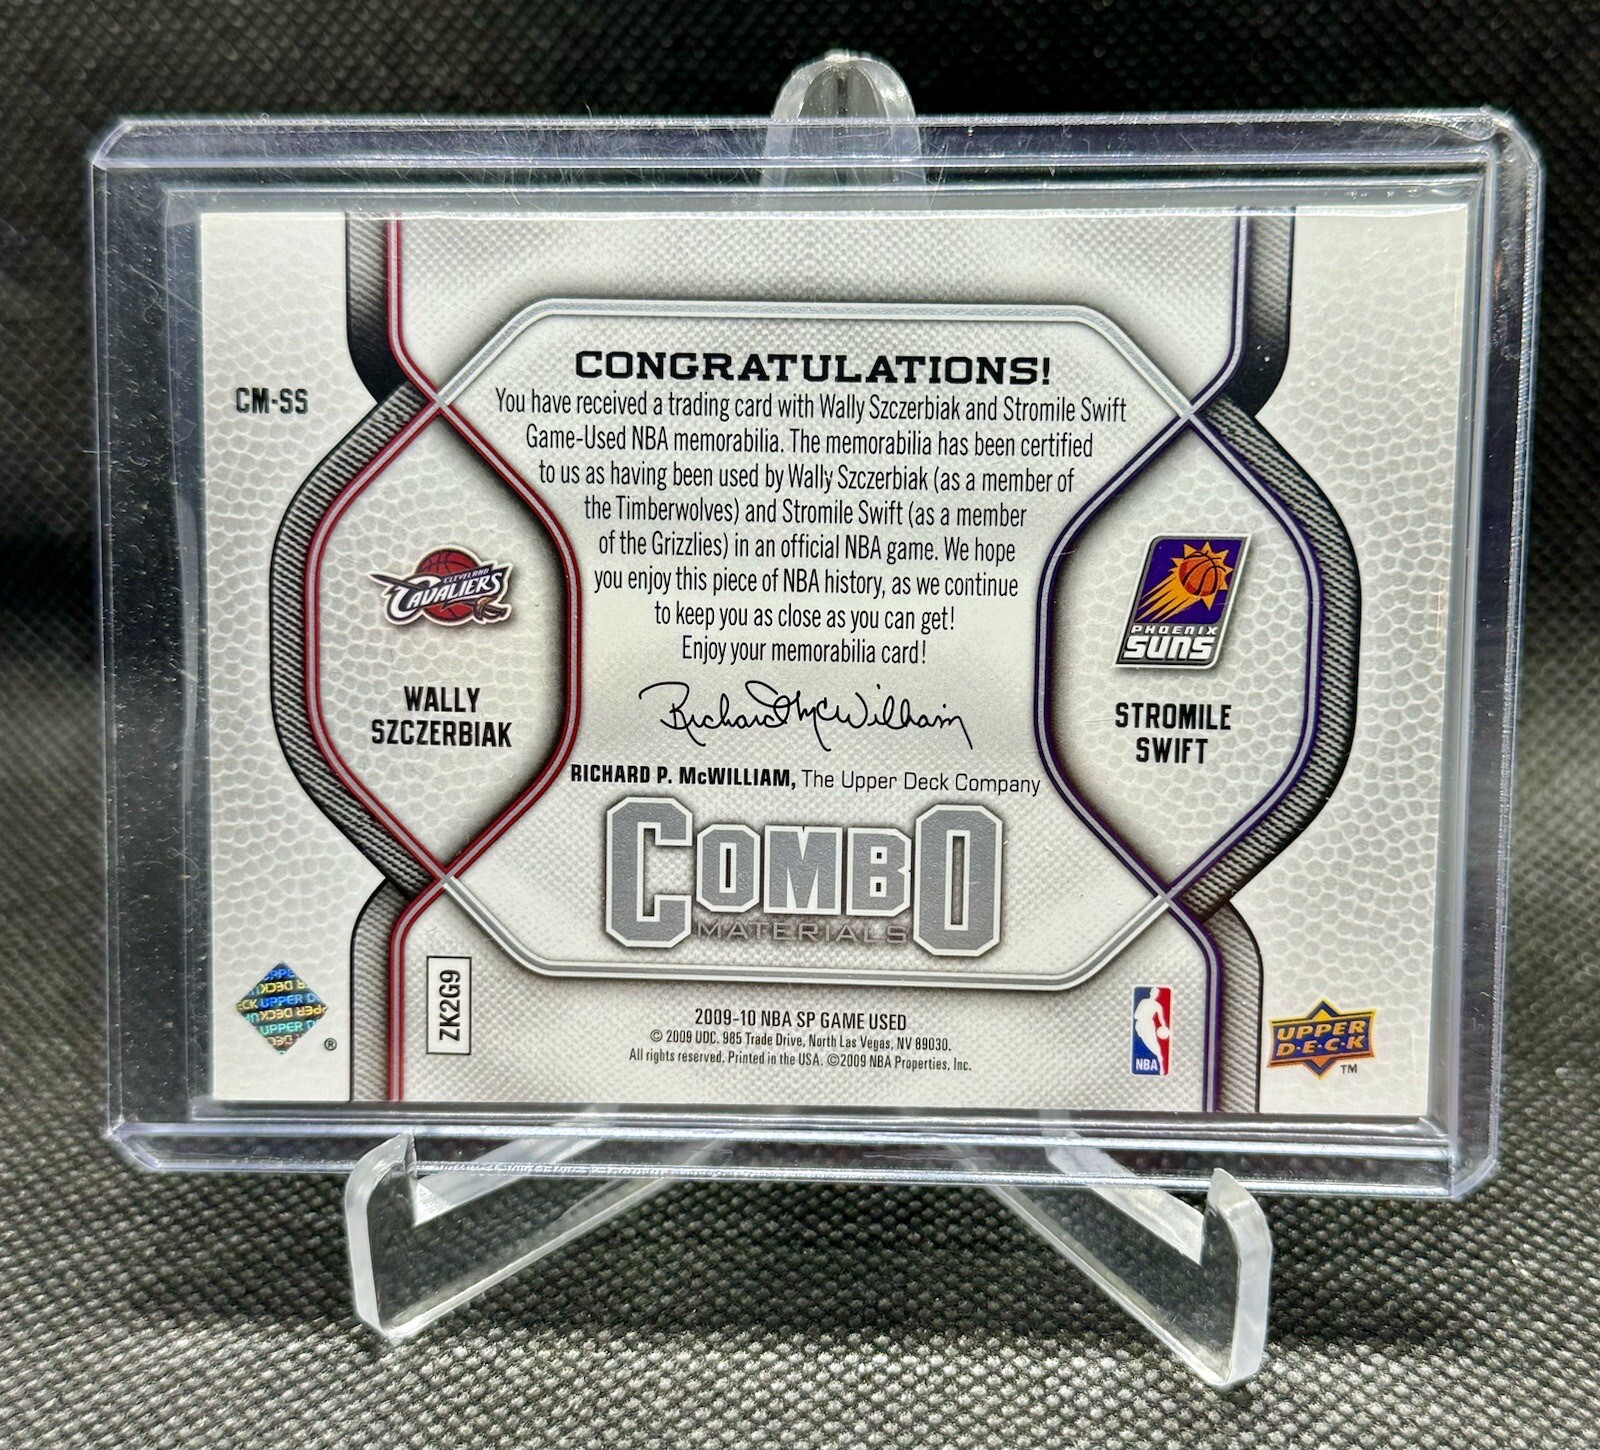 CM-SS
CONGRATULATIONS!
You have received a trading card with Wally Szczerbiak and Stromile Swift
Game-Used NBA memorabilia. The memorabilia has been certified
to us as having been used by Wally Szczerbiak (as a member of
the Timberwolves) and Stromile Swift (as a member
of the Grizzlies) in an official NBA game. We hope
you enjoy this piece of NBA history, as we continue
to keep you as close as you can get!
Enjoy your memorabilia card!
Richard McWilliam
RICHARD P. McWILLIAM, The Upper Deck Company
CLEVELAND
CAVALIERS
WALLY
SZCZERBIAK
PHOENIX
SUNS
STROMILE
SWIFT
COMBO
MATERIALS
ZK2G9
UPPER DECK
®
2009-10 NBA SP GAME USED
© 2009 UDC. 985 Trade Drive, North Las Vegas, NV 89030.
All rights reserved. Printed in the USA. ©2009 NBA Properties, Inc.
NBA
UPPER
D·E·C·K
TM